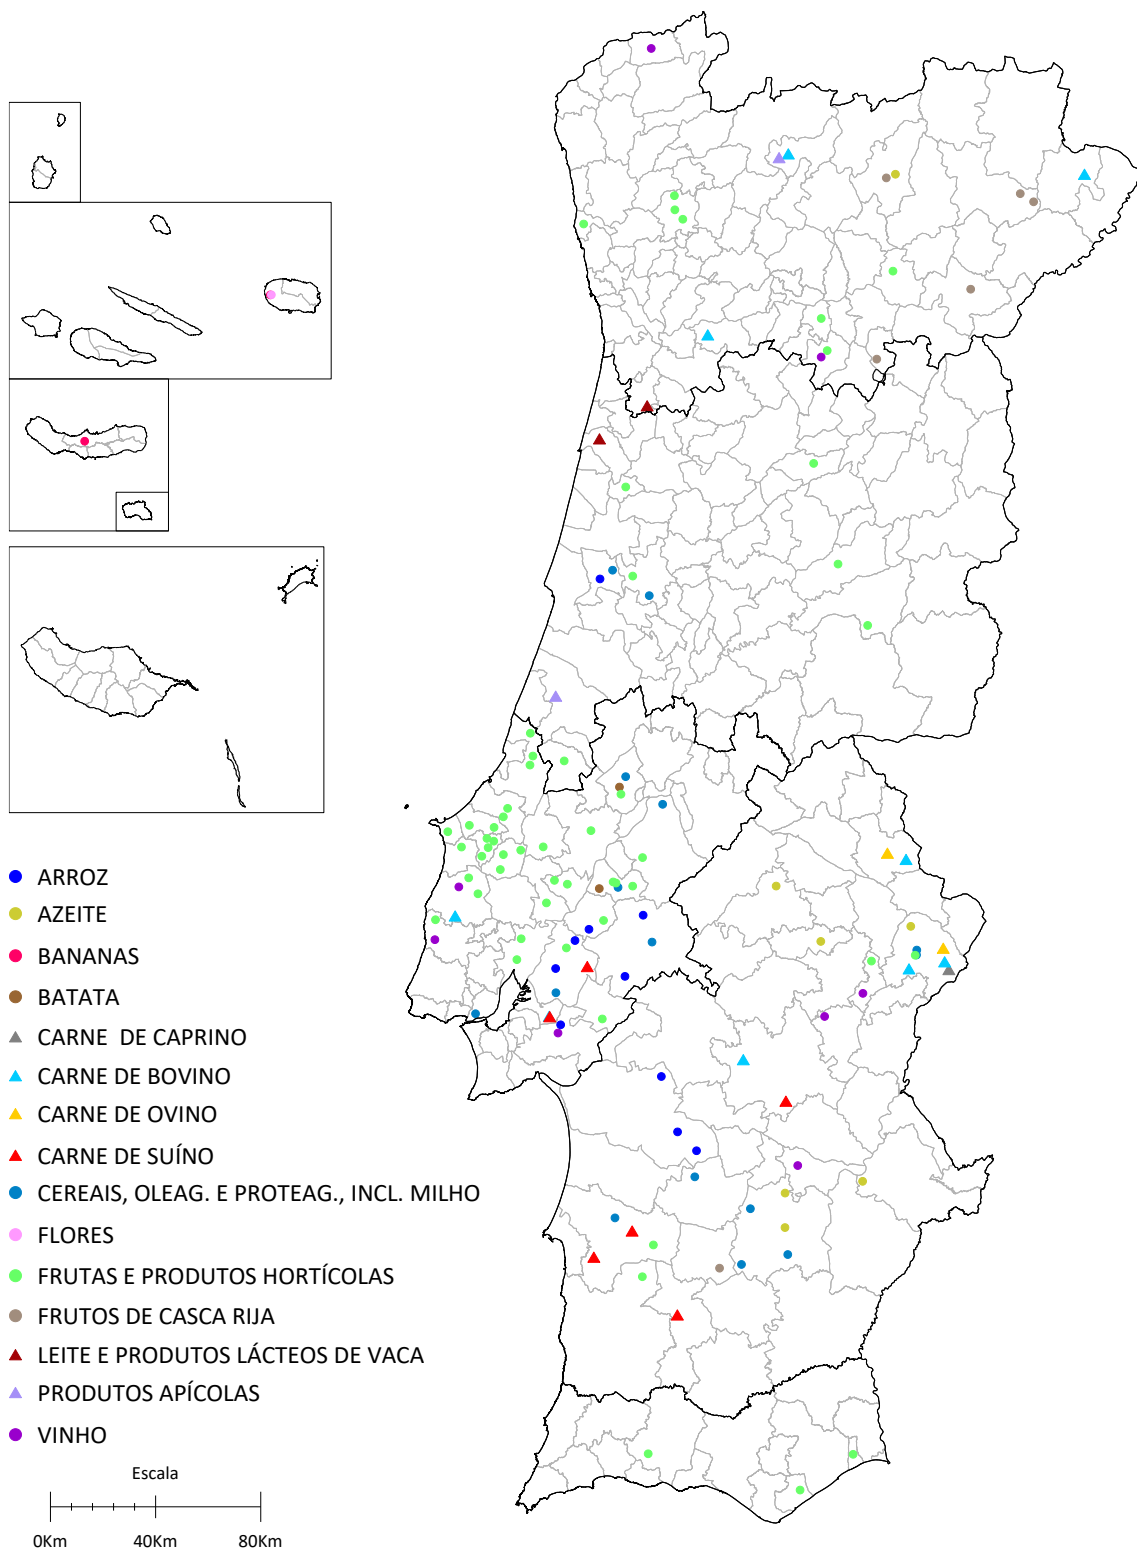 ARROZ
AZEITE
BANANAS
BATATA
CARNE  DE CAPRINO
CARNE DE BOVINO
CARNE DE OVINO
CARNE DE SUÍNO
CEREAIS, OLEAG. E PROTEAG., INCL. MILHO
FLORES
FRUTAS E PRODUTOS HORTÍCOLAS
FRUTOS DE CASCA RIJA
LEITE E PRODUTOS LÁCTEOS DE VACA
PRODUTOS APÍCOLAS
VINHO
Escala
0Km 40Km 80Km